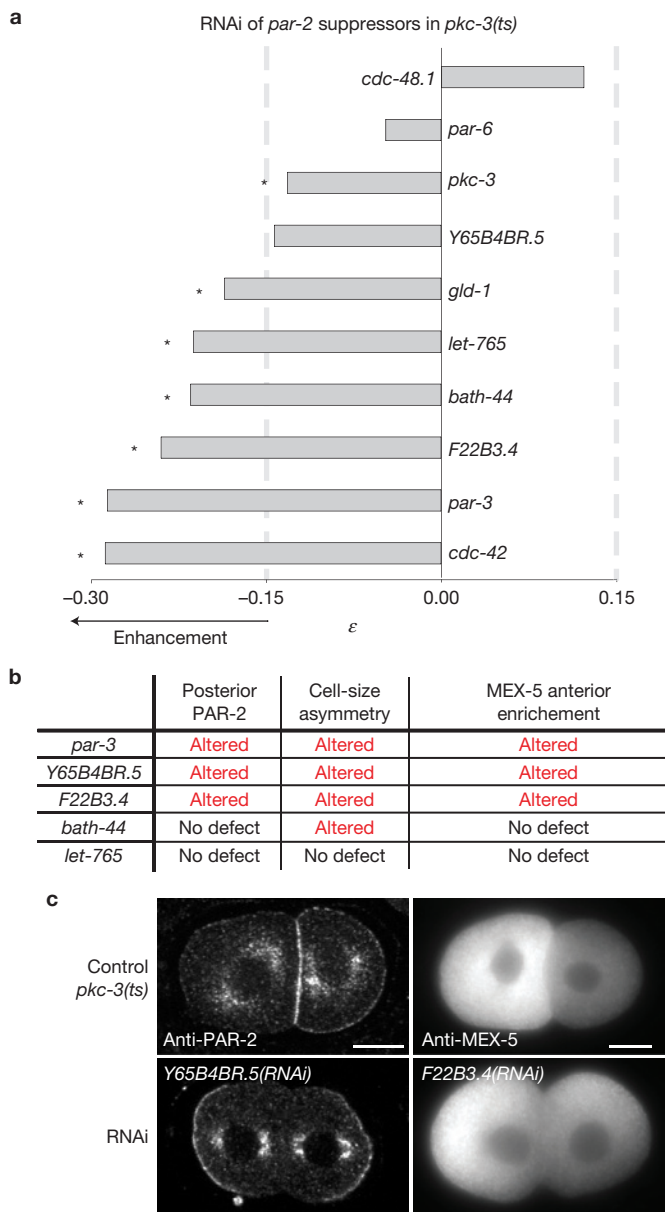 a
RNAi of par-2 suppressors in pkc-3(ts)
cdc-48.1
par-6
* pkc-3
Y65B4BR.5
* gld-1
* let-765
* bath-44
* F22B3.4
* par-3
* cdc-42
–0.30 –0.15 0.00 0.15
Enhancement
ε
b
Posterior PAR-2 Cell-size asymmetry MEX-5 anterior enrichement
par-3 Altered Altered Altered
Y65B4BR.5 Altered Altered Altered
F22B3.4 Altered Altered Altered
bath-44 No defect Altered No defect
let-765 No defect No defect No defect
c
Control
pkc-3(ts)
Anti-PAR-2 Anti-MEX-5
Y65B4BR.5(RNAi) F22B3.4(RNAi)
RNAi